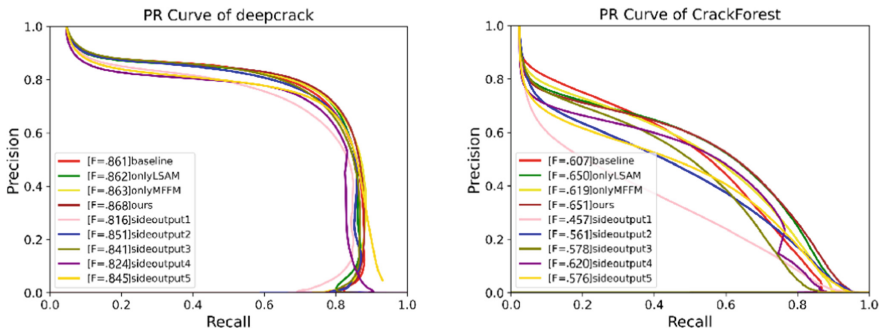 PR Curve of deepcrack
1.0
0.8
0.6
0.4
0.2
0.0
Precision
[F=.861]baseline
[F=.862]onlyLSAM
[F=.863]onlyMFFM
[F=.868]ours
[F=.816]sideoutput1
[F=.851]sideoutput2
[F=.841]sideoutput3
[F=.824]sideoutput4
[F=.845]sideoutput5
0.0 0.2 0.4 0.6 0.8 1.0
Recall
PR Curve of CrackForest
1.0
0.8
0.6
0.4
0.2
0.0
Precision
[F=.607]baseline
[F=.650]onlyLSAM
[F=.619]onlyMFFM
[F=.651]ours
[F=.457]sideoutput1
[F=.561]sideoutput2
[F=.578]sideoutput3
[F=.620]sideoutput4
[F=.576]sideoutput5
0.0 0.2 0.4 0.6 0.8 1.0
Recall